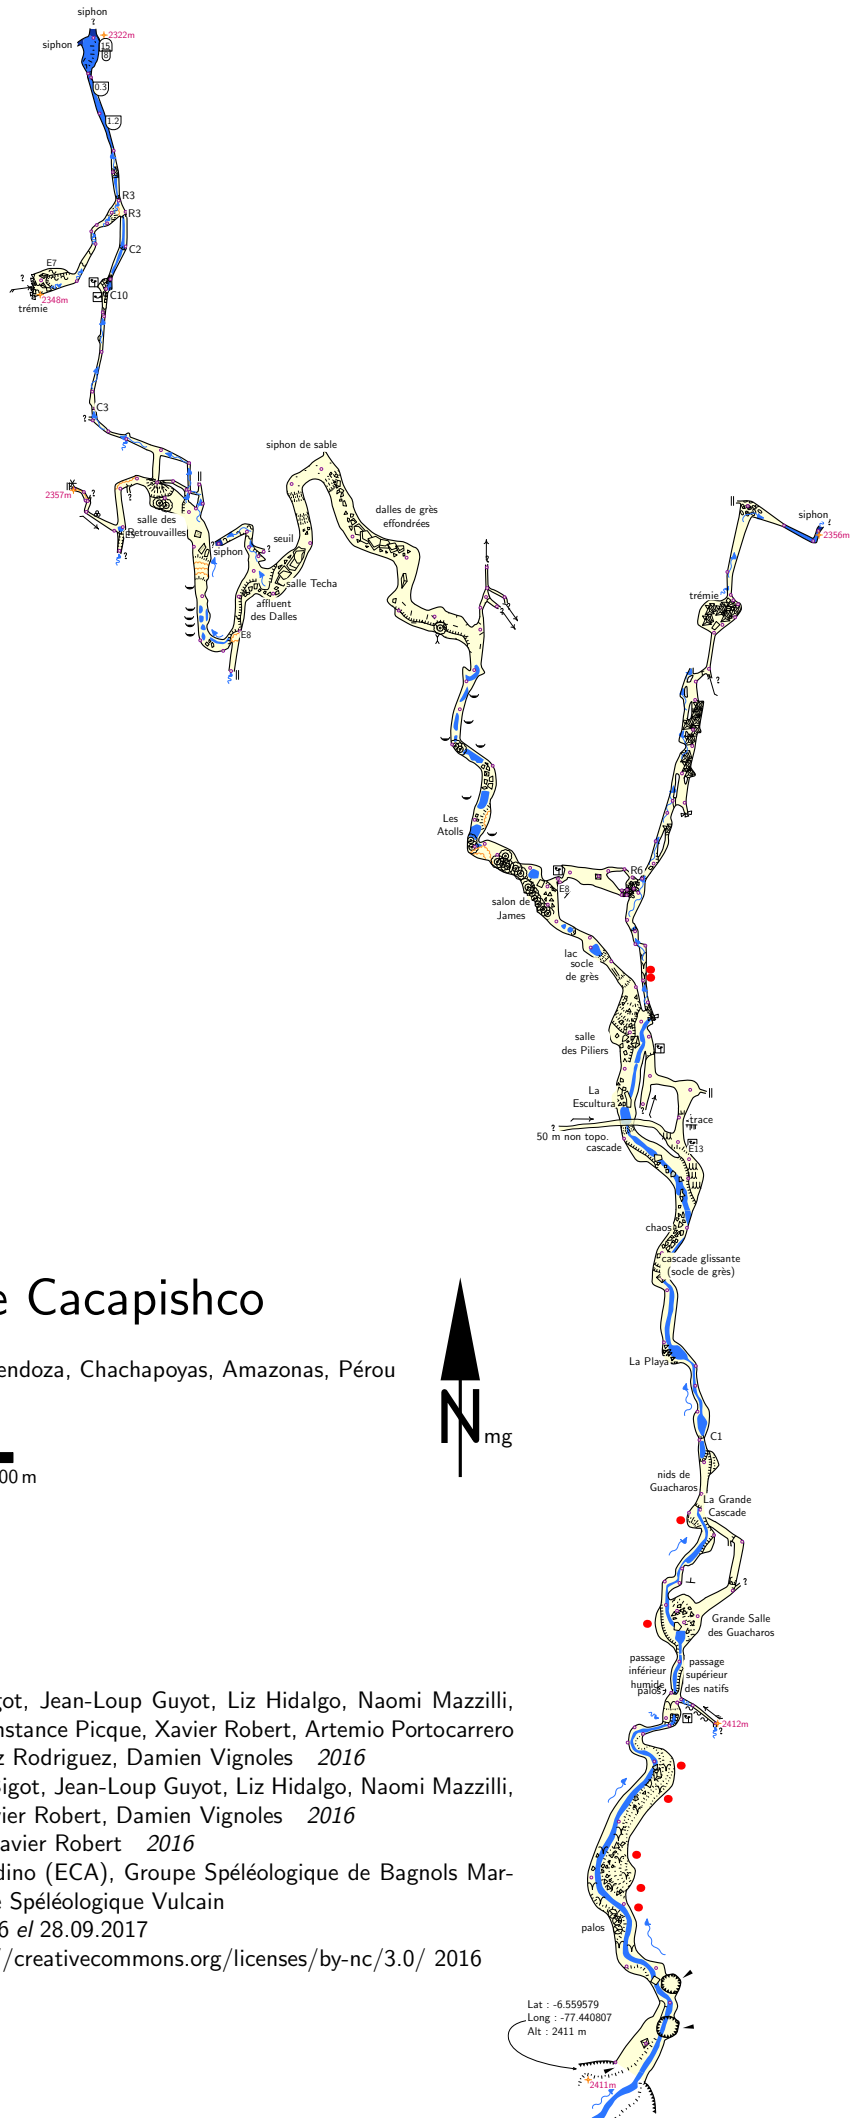 siphon
?
2322m
siphon
15
8
0.3
1.2
R3
R3
C2
E7
?
2348m
trémie
C10
C3
?
siphon de sable
2357m
?
salle des
Retrouvailles
?
siphon
seuil
?
salle Techa
affluent
des Dalles
E8
dalles de grès
effondrées
?
siphon
?
2356m
trémie
?
Les
Atolls
R6
E8
salon de
James
lac
socle
de grès
salle
des Piliers
La
Escultura
?
trace
?
50 m non topo.
cascade
E13
chaos
cascade glissante
(socle de grès)
e Cacapishco
endoza, Chachapoyas, Amazonas, Pérou
00 m
N
mg
La Playa
C1
nids de
Guacharos
La Grande
Cascade
?
Grande Salle
des Guacharos
passage
inférieur
humide
passage
supérieur
des natifs
palos
2412m
?
got, Jean-Loup Guyot, Liz Hidalgo, Naomi Mazzilli,
nstance Picque, Xavier Robert, Artemio Portocarrero
z Rodriguez, Damien Vignoles 2016
Bigot, Jean-Loup Guyot, Liz Hidalgo, Naomi Mazzilli,
vier Robert, Damien Vignoles 2016
Xavier Robert 2016
dino (ECA), Groupe Spéléologique de Bagnols Mar-
e Spéléologique Vulcain
6 el 28.09.2017
//creativecommons.org/licenses/by-nc/3.0/ 2016
palos
Lat : -6.559579
Long : -77.440807
Alt : 2411 m
2411m